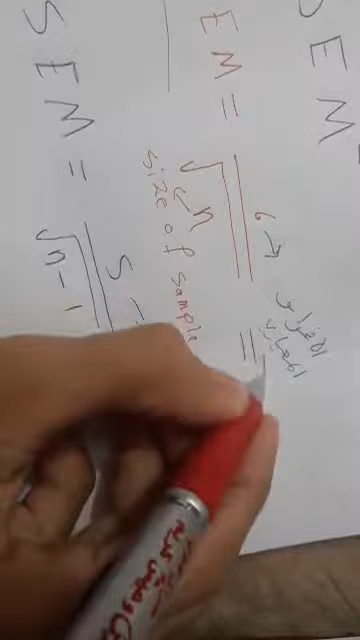 SEM
SEM = σ → الانحراف
المعياري
√n
size of sample
=
SEM = S -
√n-1